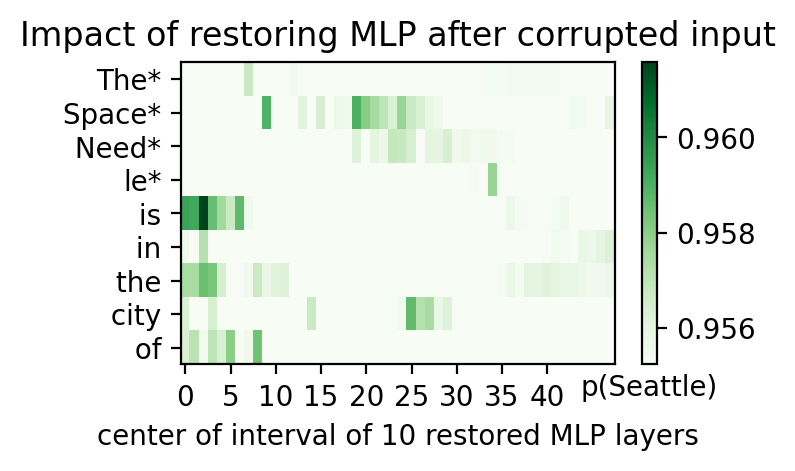 Impact of restoring MLP after corrupted input
The*
Space*
Need*
le*
is
in
the
city
of
0 5 10 15 20 25 30 35 40
center of interval of 10 restored MLP layers
0.960
0.958
0.956
p(Seattle)